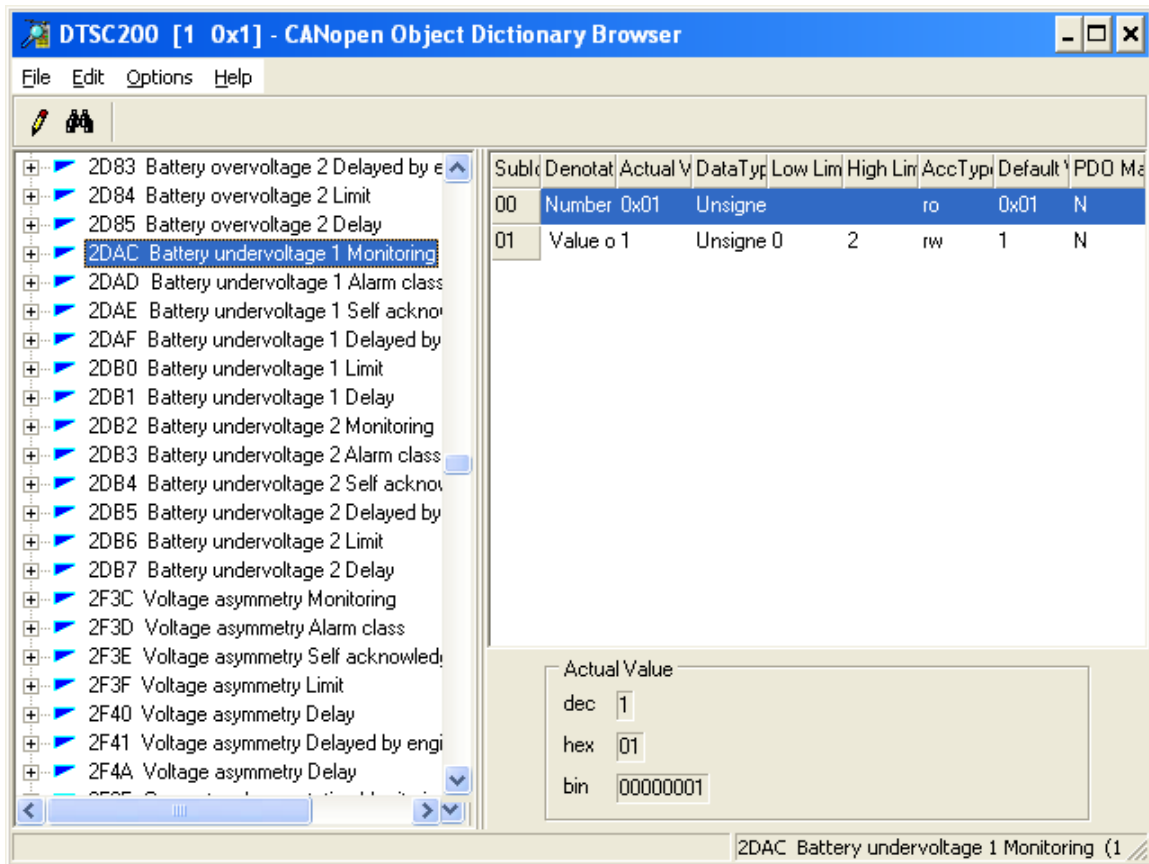 DTSC200 [1 0x1] - CANopen Object Dictionary Browser
File Edit Options Help
2D83 Battery overvoltage 2 Delayed by e
2D84 Battery overvoltage 2 Limit
2D85 Battery overvoltage 2 Delay
2DAC Battery undervoltage 1 Monitoring
2DAD Battery undervoltage 1 Alarm class
2DAE Battery undervoltage 1 Self ackno
2DAF Battery undervoltage 1 Delayed by
2DB0 Battery undervoltage 1 Limit
2DB1 Battery undervoltage 1 Delay
2DB2 Battery undervoltage 2 Monitoring
2DB3 Battery undervoltage 2 Alarm class
2DB4 Battery undervoltage 2 Self ackno
2DB5 Battery undervoltage 2 Delayed by
2DB6 Battery undervoltage 2 Limit
2DB7 Battery undervoltage 2 Delay
2F3C Voltage asymmetry Monitoring
2F3D Voltage asymmetry Alarm class
2F3E Voltage asymmetry Self acknowled
2F3F Voltage asymmetry Limit
2F40 Voltage asymmetry Delay
2F41 Voltage asymmetry Delayed by engi
2F4A Voltage asymmetry Delay
SubI Denotat Actual V DataTyp Low Lim High Lim AccTyp Default V PDO Ma
00 Number 0x01 Unsigne ro 0x01 N
01 Value o 1 Unsigne 0 2 rw 1 N
Actual Value
dec 1
hex 01
bin 00000001
2DAC Battery undervoltage 1 Monitoring (1